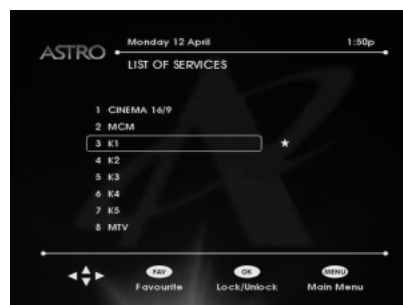 ASTRO
Monday 12 April 1:50p
LIST OF SERVICES
1 CINEMA 16/9
2 MCM
3 K1
4 K2
5 K3
6 K4
7 K5
8 MTV
FAV OK MENU
Favourite Lock/Unlock Main Menu